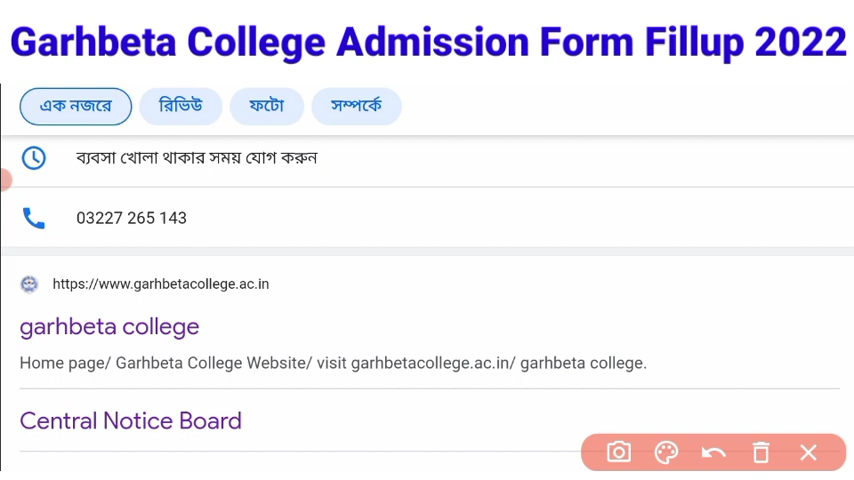 Garhbeta College Admission Form Fillup 2022
এক নজরে রিভিউ ফটো সম্পর্কে
ব্যবসা খোলা থাকার সময় যোগ করুন
03227 265 143
https://www.garhbetacollege.ac.in
garhbeta college
Home page/ Garhbeta College Website/ visit garhbetacollege.ac.in/ garhbeta college.
Central Notice Board